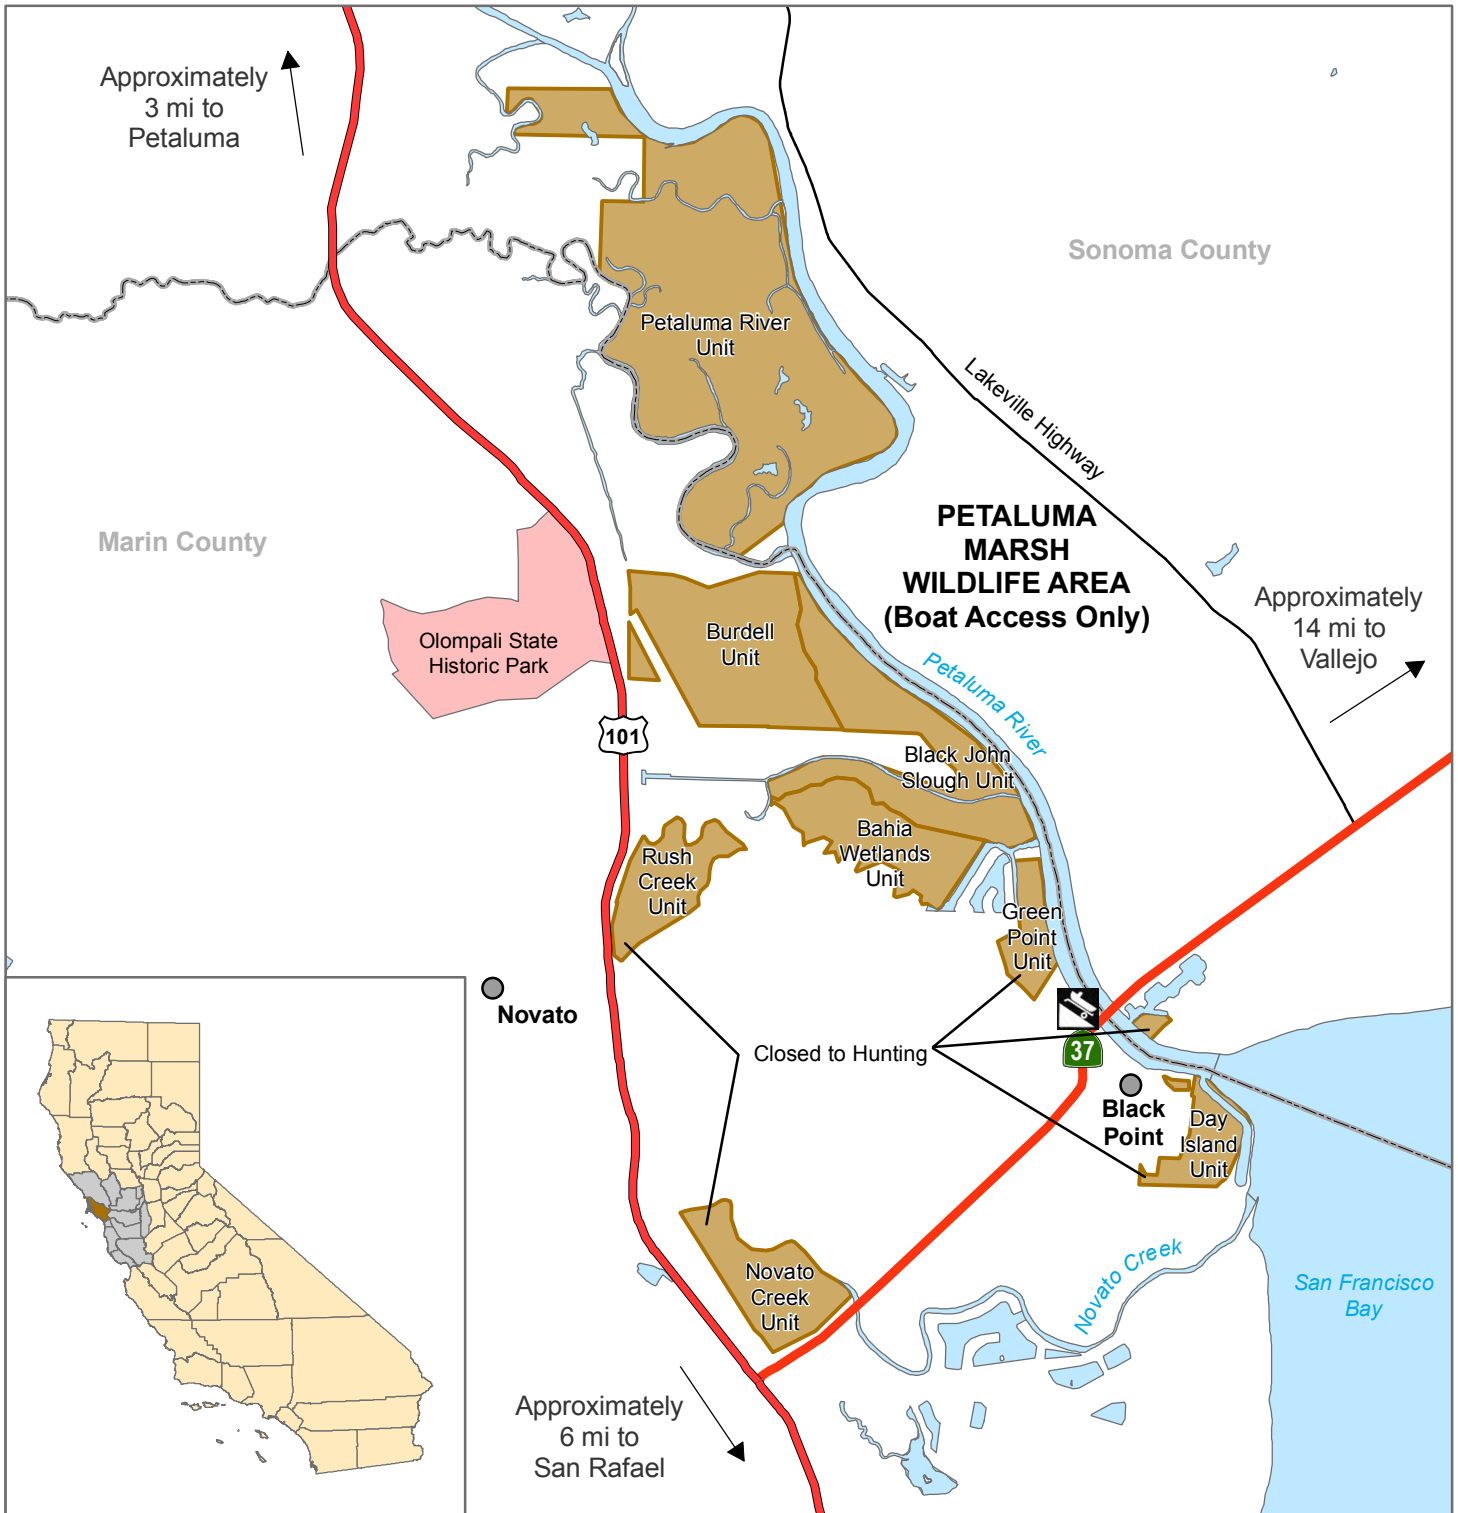 Approximately
3 mi to
Petaluma
Sonoma County
Petaluma River
Unit
Lakeville Highway
Marin County
PETALUMA
MARSH
WILDLIFE AREA
(Boat Access Only)
Approximately
14 mi to
Vallejo
Olompali State
Historic Park
Burdell
Unit
Petaluma River
101
Black John
Slough Unit
Bahia
Wetlands
Unit
Rush
Creek
Unit
Green
Point
Unit
Novato
Closed to Hunting
37
Black
Point
Day
Island
Unit
Novato
Creek
Unit
Novato Creek
San Francisco
Bay
Approximately
6 mi to
San Rafael